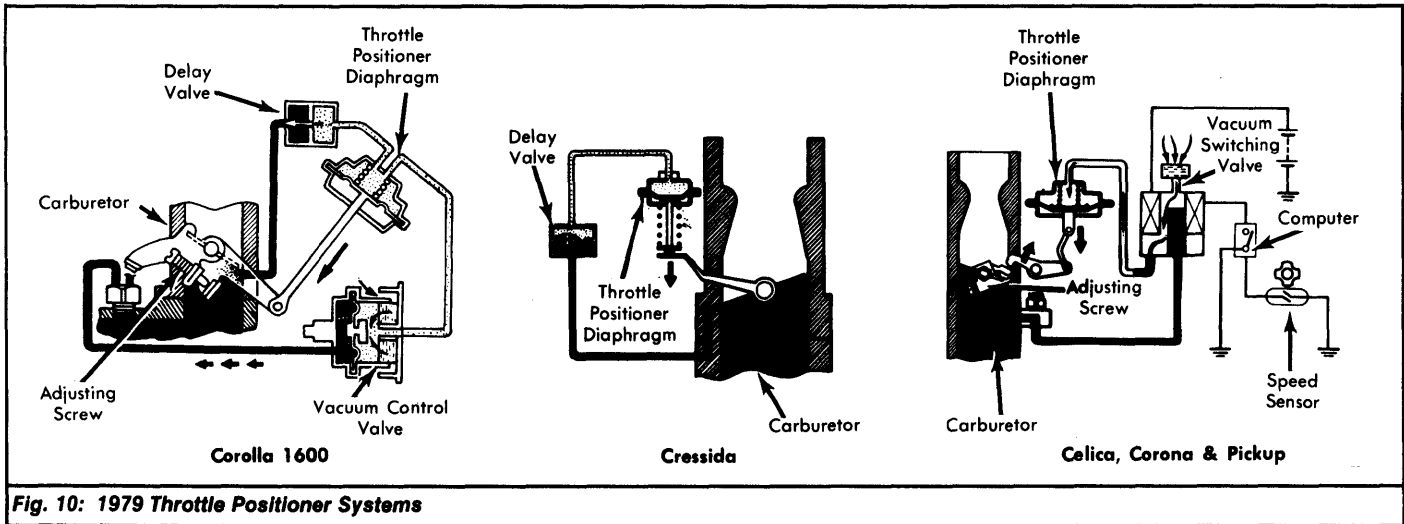 Throttle
Positioner
Diaphragm
Delay
Valve
Carburetor
Adjusting
Screw
Vacuum Control
Valve
Corolla 1600
Delay
Valve
Throttle
Positioner
Diaphragm
Carburetor
Cressida
Throttle
Positioner
Diaphragm
Vacuum
Switching
Valve
Computer
Adjusting
Screw
Speed
Sensor
Carburetor
Celica, Corona & Pickup
Fig. 10: 1979 Throttle Positioner Systems